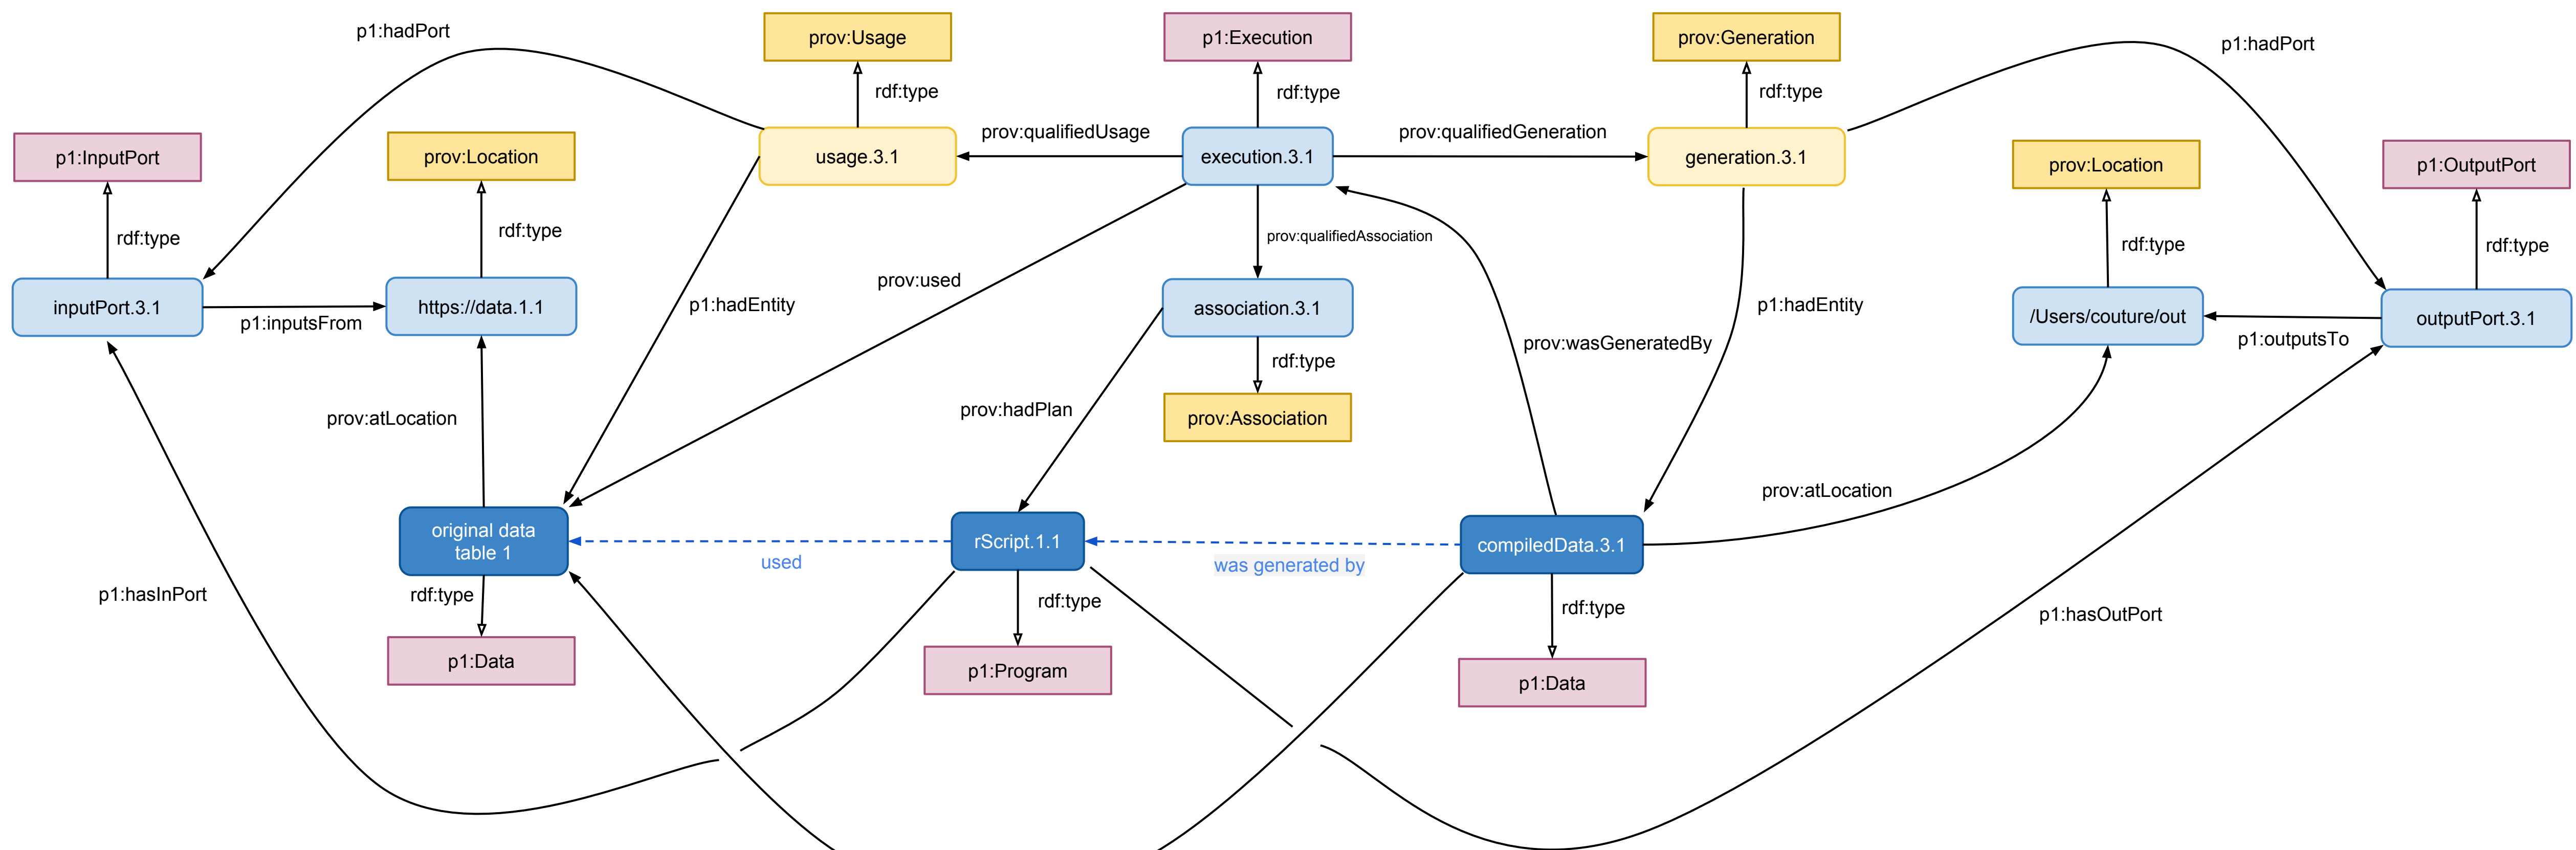 p1:hadPort
prov:Usage
p1:Execution
prov:Generation
p1:hadPort
rdf:type
rdf:type
rdf:type
p1:InputPort
prov:Location
usage.3.1
prov:qualifiedUsage
execution.3.1
prov:qualifiedGeneration
generation.3.1
prov:Location
p1:OutputPort
rdf:type
rdf:type
prov:qualifiedAssociation
rdf:type
rdf:type
inputPort.3.1
p1:inputsFrom
https://data.1.1
p1:hadEntity
prov:used
association.3.1
prov:wasGeneratedBy
p1:hadEntity
/Users/couture/out
p1:outputsTo
outputPort.3.1
rdf:type
prov:atLocation
prov:hadPlan
prov:Association
prov:atLocation
original data
table 1
used
rScript.1.1
was generated by
compiledData.3.1
p1:hasInPort
rdf:type
rdf:type
rdf:type
p1:hasOutPort
p1:Data
p1:Program
p1:Data